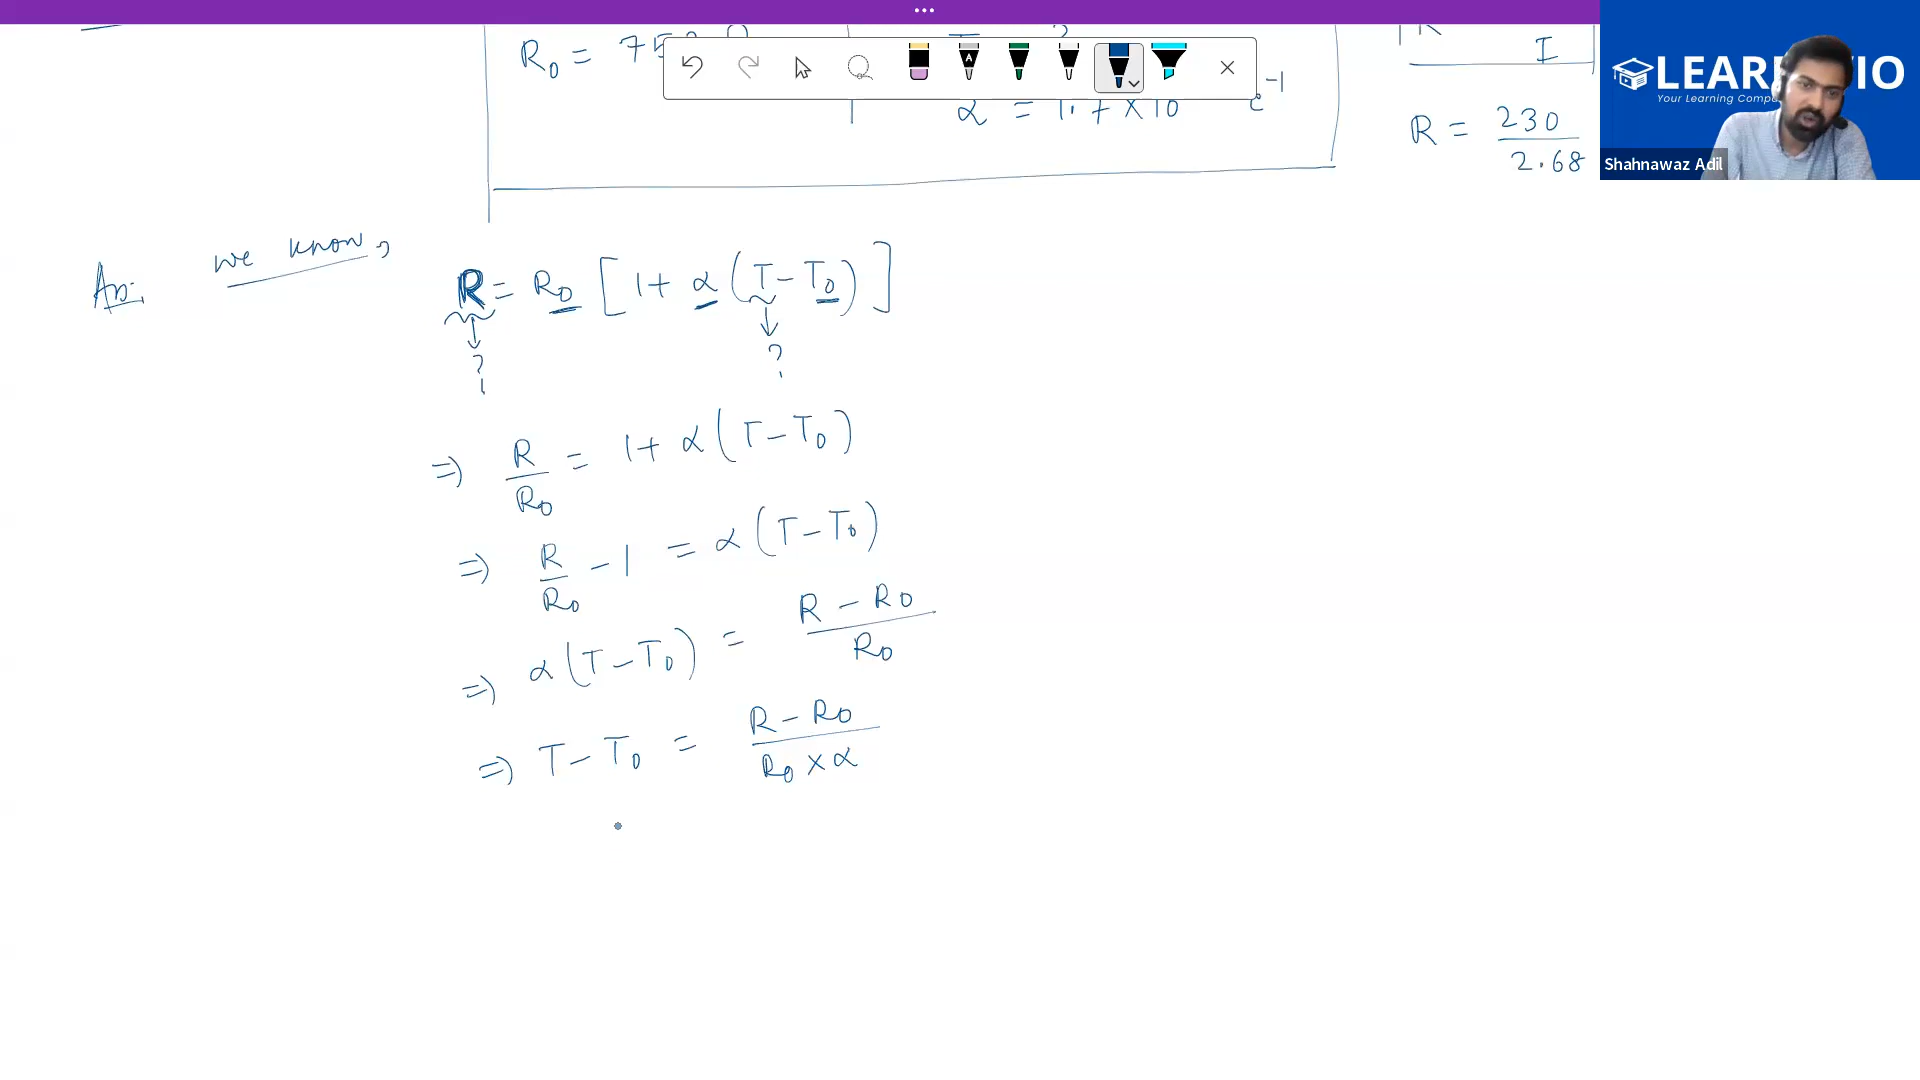 R₀ = 75
α = 1.7 × 10 c⁻¹
I
R = 230 / 2.68
LEAR IO
Your Learning Comp
Shahnawaz Adil
Ans. we know,
R = R₀ [1 + α (T − T₀)]
? ?
⇒ R/R₀ = 1 + α (T − T₀)
⇒ R/R₀ − 1 = α (T − T₀)
⇒ α (T − T₀) = (R − R₀)/R₀
⇒ T − T₀ = (R − R₀)/(R₀ × α)